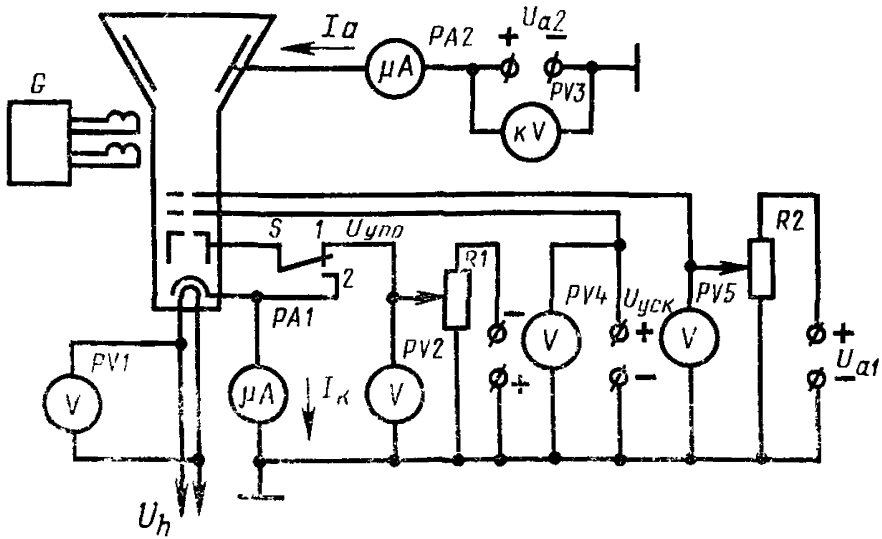 Ia
PA2
+ Ua2 −
μA
PV3
кV
G
S 1 Uупр
2
R1
−
+
PA1
PV1
V
μA
Iк
PV2
V
PV4
V
Uуск
+
−
PV5
V
R2
+
−
Ua1
Uh